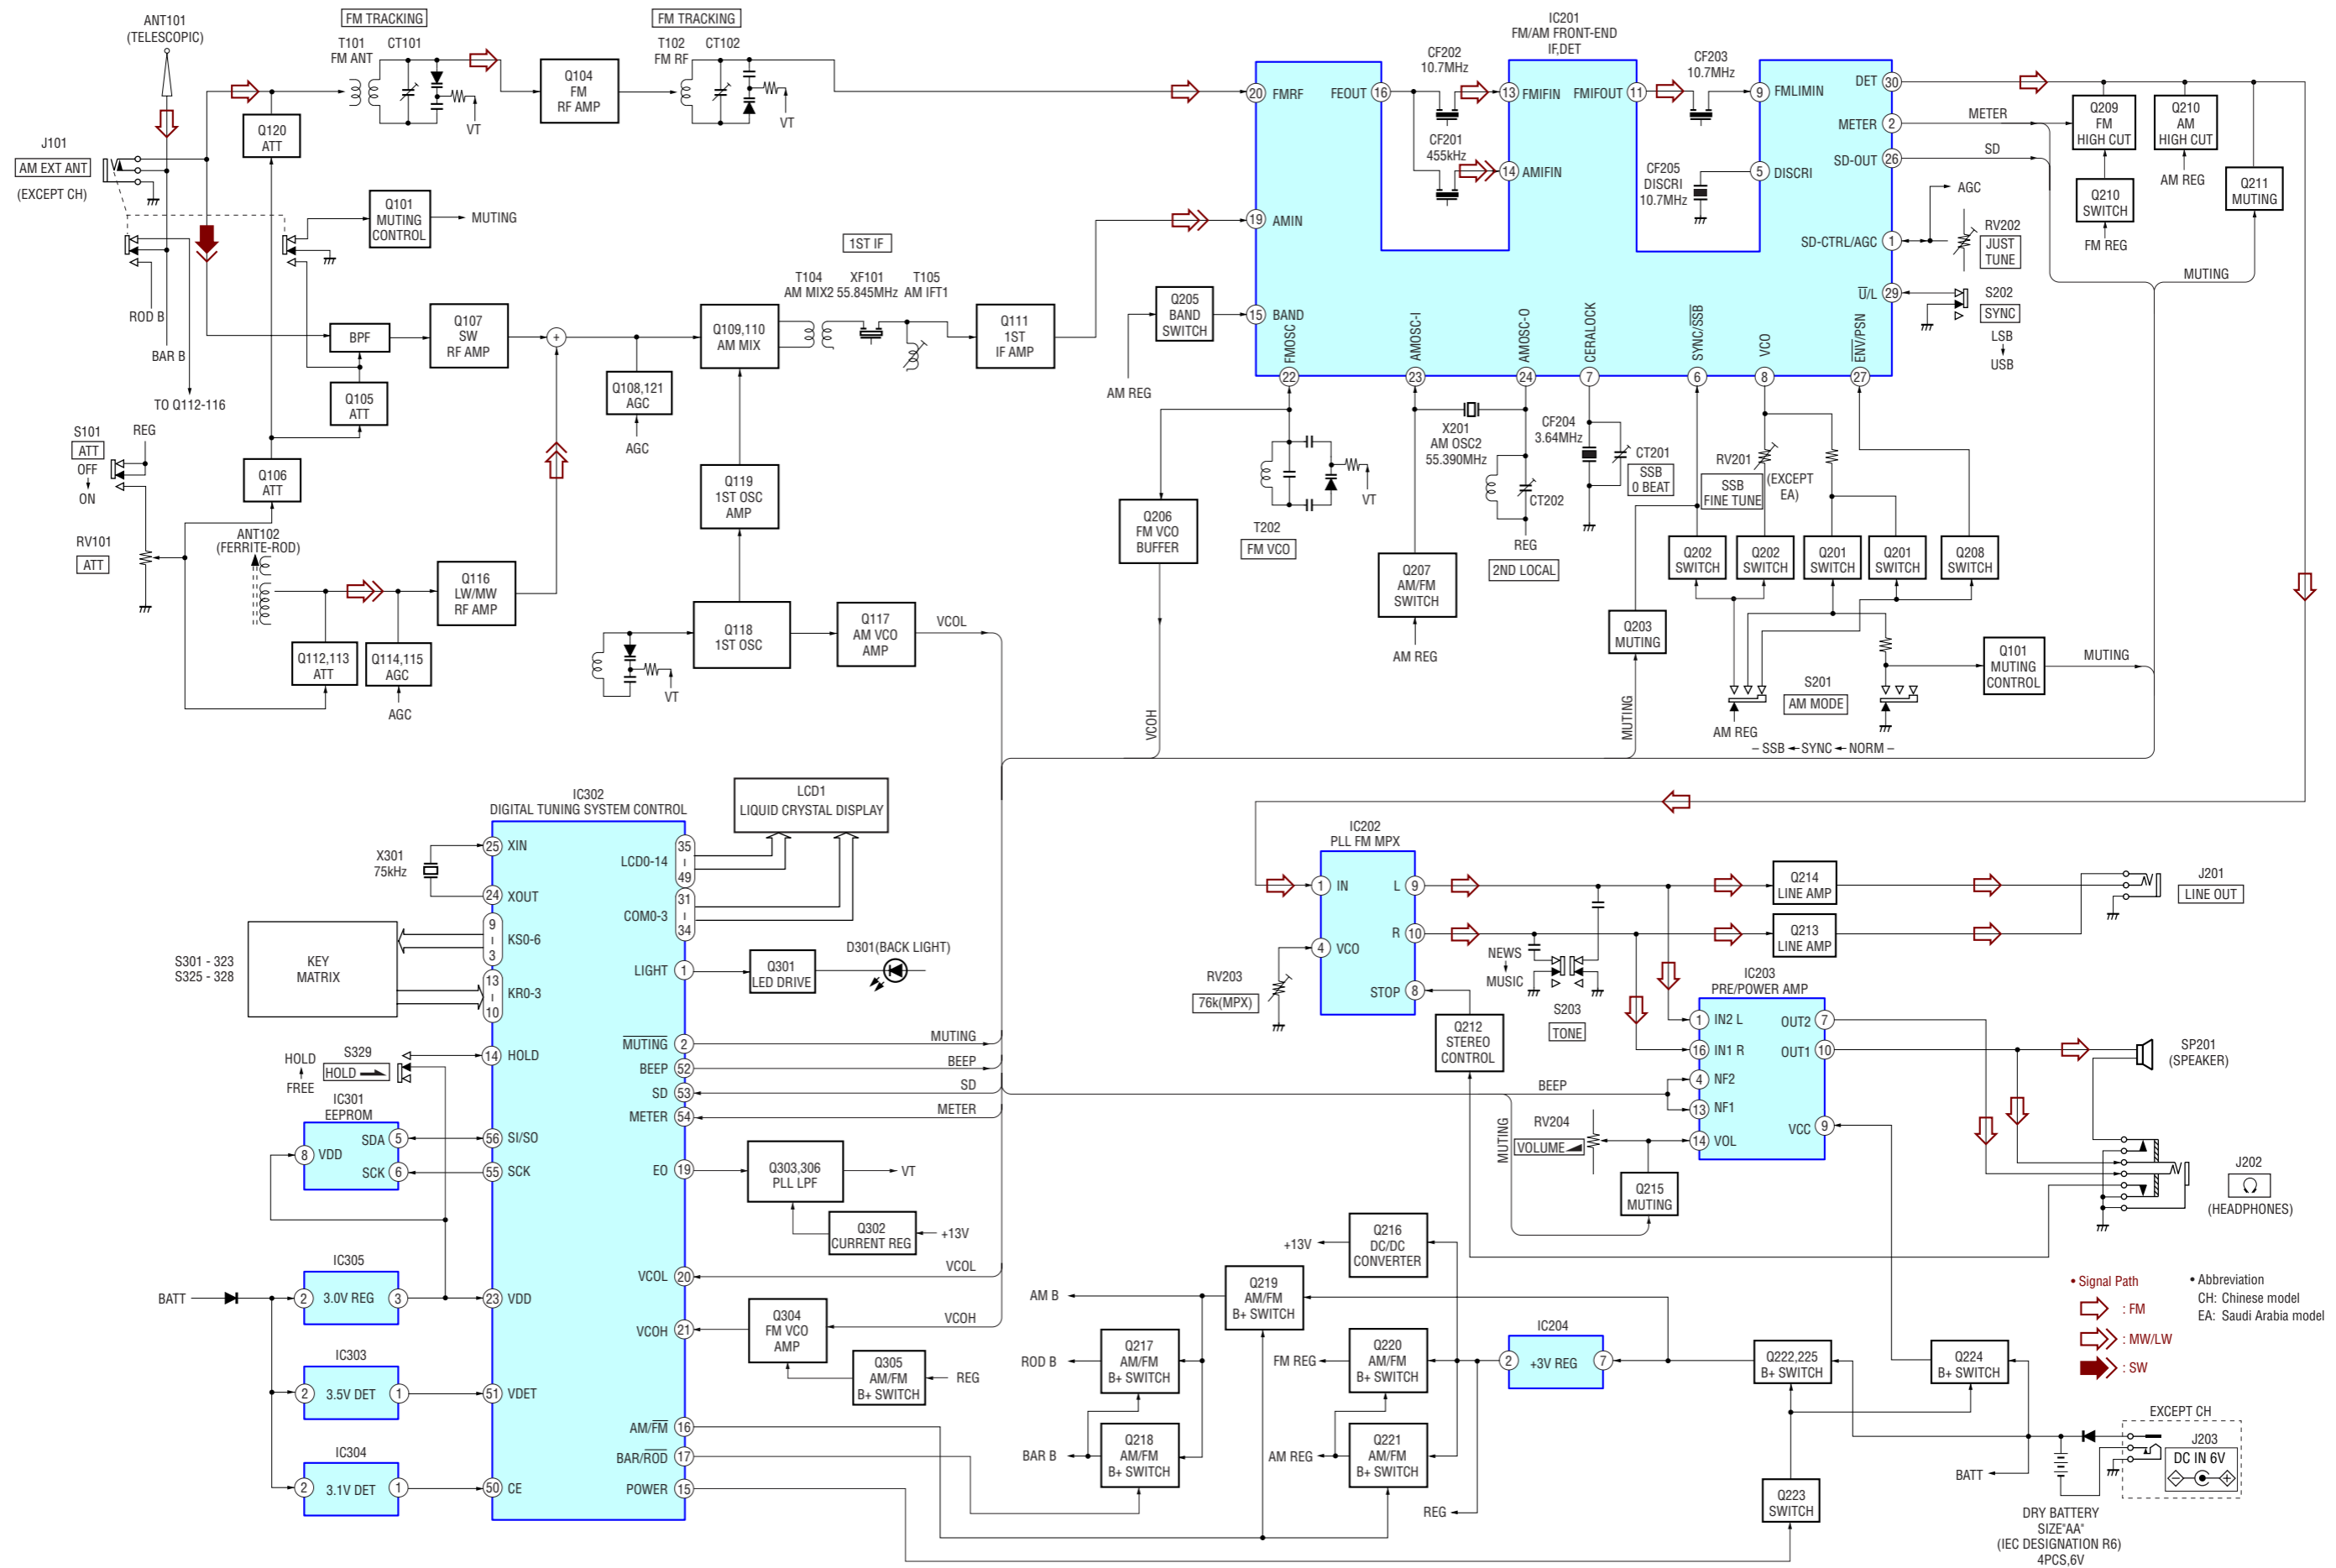 ANT101
(TELESCOPIC)
FM TRACKING
T101
FM ANT
CT101
VT
Q104
FM
RF AMP
FM TRACKING
T102
FM RF
CT102
VT
J101
AM EXT ANT
(EXCEPT CH)
Q120
ATT
Q101
MUTING
CONTROL
MUTING
ROD B
BAR B
TO Q112-116
BPF
Q105
ATT
Q107
SW
RF AMP
+
Q108,121
AGC
AGC
Q109,110
AM MIX
1ST IF
T104
AM MIX2
XF101
55.845MHz
T105
AM IFT1
Q111
1ST
IF AMP
S101
ATT
OFF
ON
REG
RV101
ATT
Q106
ATT
ANT102
(FERRITE-ROD)
Q112,113
ATT
Q114,115
AGC
AGC
Q116
LW/MW
RF AMP
Q119
1ST OSC
AMP
Q118
1ST OSC
VT
Q117
AM VCO
AMP
VCOL
IC201
FM/AM FRONT-END
IF,DET
20 FMRF
FEOUT 16
CF202
10.7MHz
13 FMIFIN
FMIFOUT 11
CF203
10.7MHz
9 FMLIMIN
DET 30
METER 2
SD-OUT 26
CF201
455kHz
14 AMIFIN
CF205
DISCRI
10.7MHz
5 DISCRI
19 AMIN
SD-CTRL/AGC 1
U/L 29
15 BAND
Q205
BAND
SWITCH
AM REG
FMOSC
22
AMOSC-I
23
AMOSC-O
24
CERALOCK
7
SYNC/SSB
6
VCO
8
ENV/PSN
27
METER
SD
Q209
FM
HIGH CUT
Q210
SWITCH
FM REG
Q210
AM
HIGH CUT
AM REG
Q211
MUTING
MUTING
AGC
RV202
JUST
TUNE
S202
SYNC
LSB
USB
Q206
FM VCO
BUFFER
VCOH
T202
FM VCO
VT
X201
AM OSC2
55.390MHz
Q207
AM/FM
SWITCH
AM REG
CT202
REG
2ND LOCAL
CF204
3.64MHz
CT201
SSB
0 BEAT
RV201
SSB
FINE TUNE
(EXCEPT
EA)
Q202
SWITCH
Q202
SWITCH
Q201
SWITCH
Q201
SWITCH
Q208
SWITCH
Q203
MUTING
MUTING
S201
AM MODE
AM REG
– SSB SYNC NORM –
Q101
MUTING
CONTROL
MUTING
IC302
DIGITAL TUNING SYSTEM CONTROL
LCD1
LIQUID CRYSTAL DISPLAY
X301
75kHz
25 XIN
24 XOUT
9
3
KS0-6
13
10
KR0-3
LCD0-14
35
49
COM0-3
31
34
S301 - 323
S325 - 328
KEY
MATRIX
LIGHT 1
Q301
LED DRIVE
D301(BACK LIGHT)
HOLD
FREE
S329
HOLD
14 HOLD
MUTING 2
MUTING
BEEP 52
BEEP
SD 53
SD
METER 54
METER
IC301
EEPROM
8 VDD
SDA 5
SCK 6
56 SI/SO
55 SCK
EO 19
Q303,306
PLL LPF
VT
Q302
CURRENT REG
+13V
BATT
IC305
2 3.0V REG 3
23 VDD
VCOL 20
VCOL
VCOH 21
Q304
FM VCO
AMP
VCOH
Q305
AM/FM
B+ SWITCH
REG
IC303
2 3.5V DET 1
51 VDET
IC304
2 3.1V DET 1
50 CE
AM/FM 16
BAR/ROD 17
POWER 15
IC202
PLL FM MPX
1 IN
4 VCO
L 9
R 10
STOP 8
RV203
76k(MPX)
NEWS
MUSIC
S203
TONE
Q212
STEREO
CONTROL
Q214
LINE AMP
Q213
LINE AMP
J201
LINE OUT
IC203
PRE/POWER AMP
1 IN2 L
16 IN1 R
4 NF2
13 NF1
14 VOL
OUT2 7
OUT1 10
VCC 9
BEEP
MUTING
RV204
VOLUME
Q215
MUTING
SP201
(SPEAKER)
J202
(HEADPHONES)
+13V
Q216
DC/DC
CONVERTER
AM B
Q219
AM/FM
B+ SWITCH
ROD B
Q217
AM/FM
B+ SWITCH
BAR B
Q218
AM/FM
B+ SWITCH
FM REG
Q220
AM/FM
B+ SWITCH
AM REG
Q221
AM/FM
B+ SWITCH
REG
IC204
2 +3V REG 7
Q222,225
B+ SWITCH
Q224
B+ SWITCH
Q223
SWITCH
BATT
EXCEPT CH
J203
DC IN 6V
DRY BATTERY
SIZE"AA"
(IEC DESIGNATION R6)
4PCS,6V
• Signal Path
: FM
: MW/LW
: SW
• Abbreviation
CH: Chinese model
EA: Saudi Arabia model